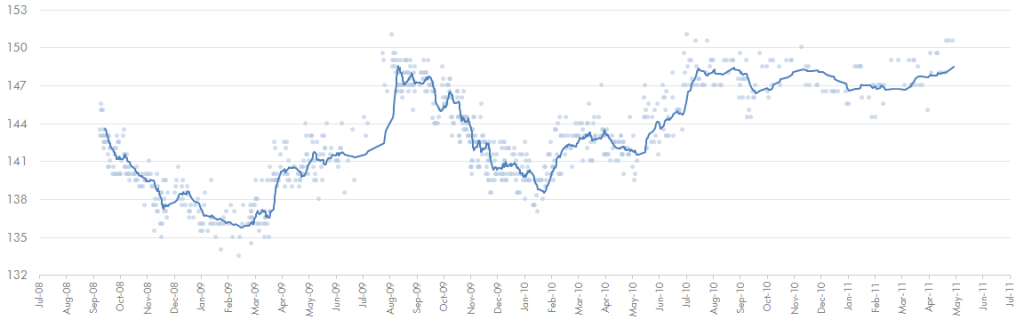 153
150
147
144
141
138
135
132
Jul-08
Aug-08
Sep-08
Oct-08
Nov-08
Dec-08
Jan-09
Feb-09
Mar-09
Apr-09
May-09
Jun-09
Jul-09
Aug-09
Sep-09
Oct-09
Nov-09
Dec-09
Jan-10
Feb-10
Mar-10
Apr-10
May-10
Jun-10
Jul-10
Aug-10
Sep-10
Oct-10
Nov-10
Dec-10
Jan-11
Feb-11
Mar-11
Apr-11
May-11
Jun-11
Jul-11